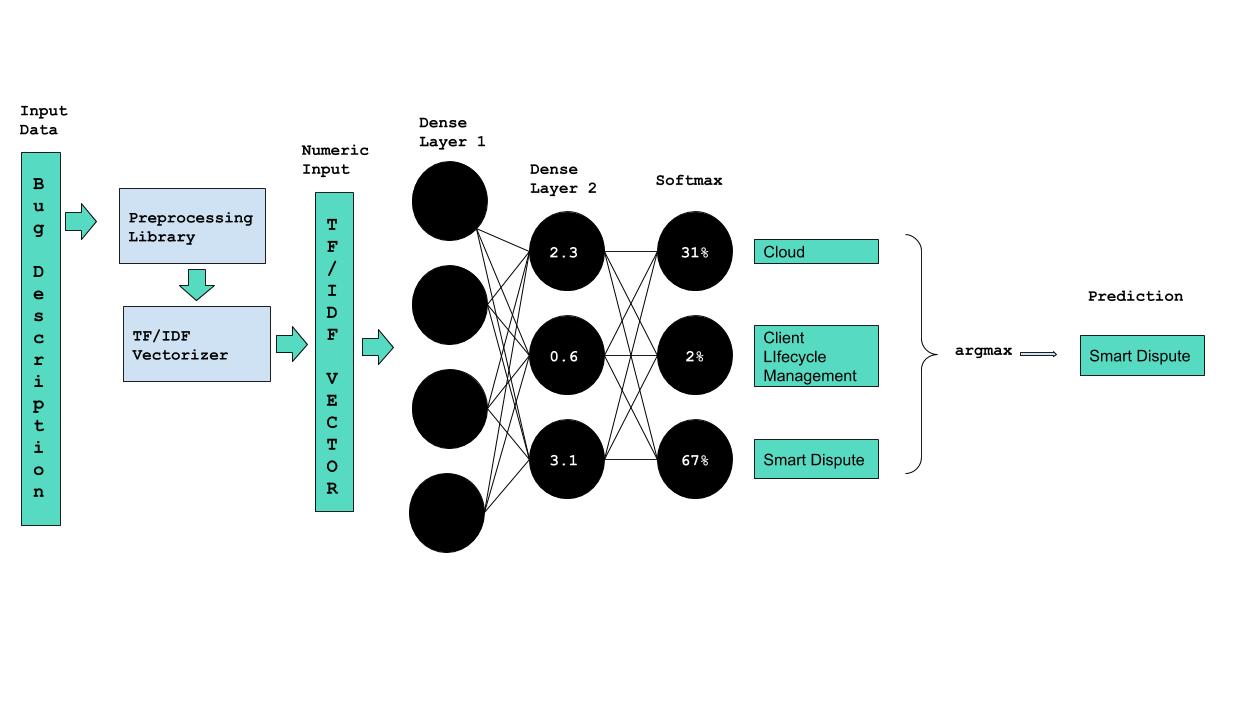 Input
Data
Bug Description
Preprocessing
Library
TF/IDF
Vectorizer
Numeric
Input
TF/IDF VECTOR
Dense
Layer 1
Dense
Layer 2
2.3
0.6
3.1
Softmax
31%
2%
67%
Cloud
Client
LIfecycle
Management
Smart Dispute
argmax
Prediction
Smart Dispute